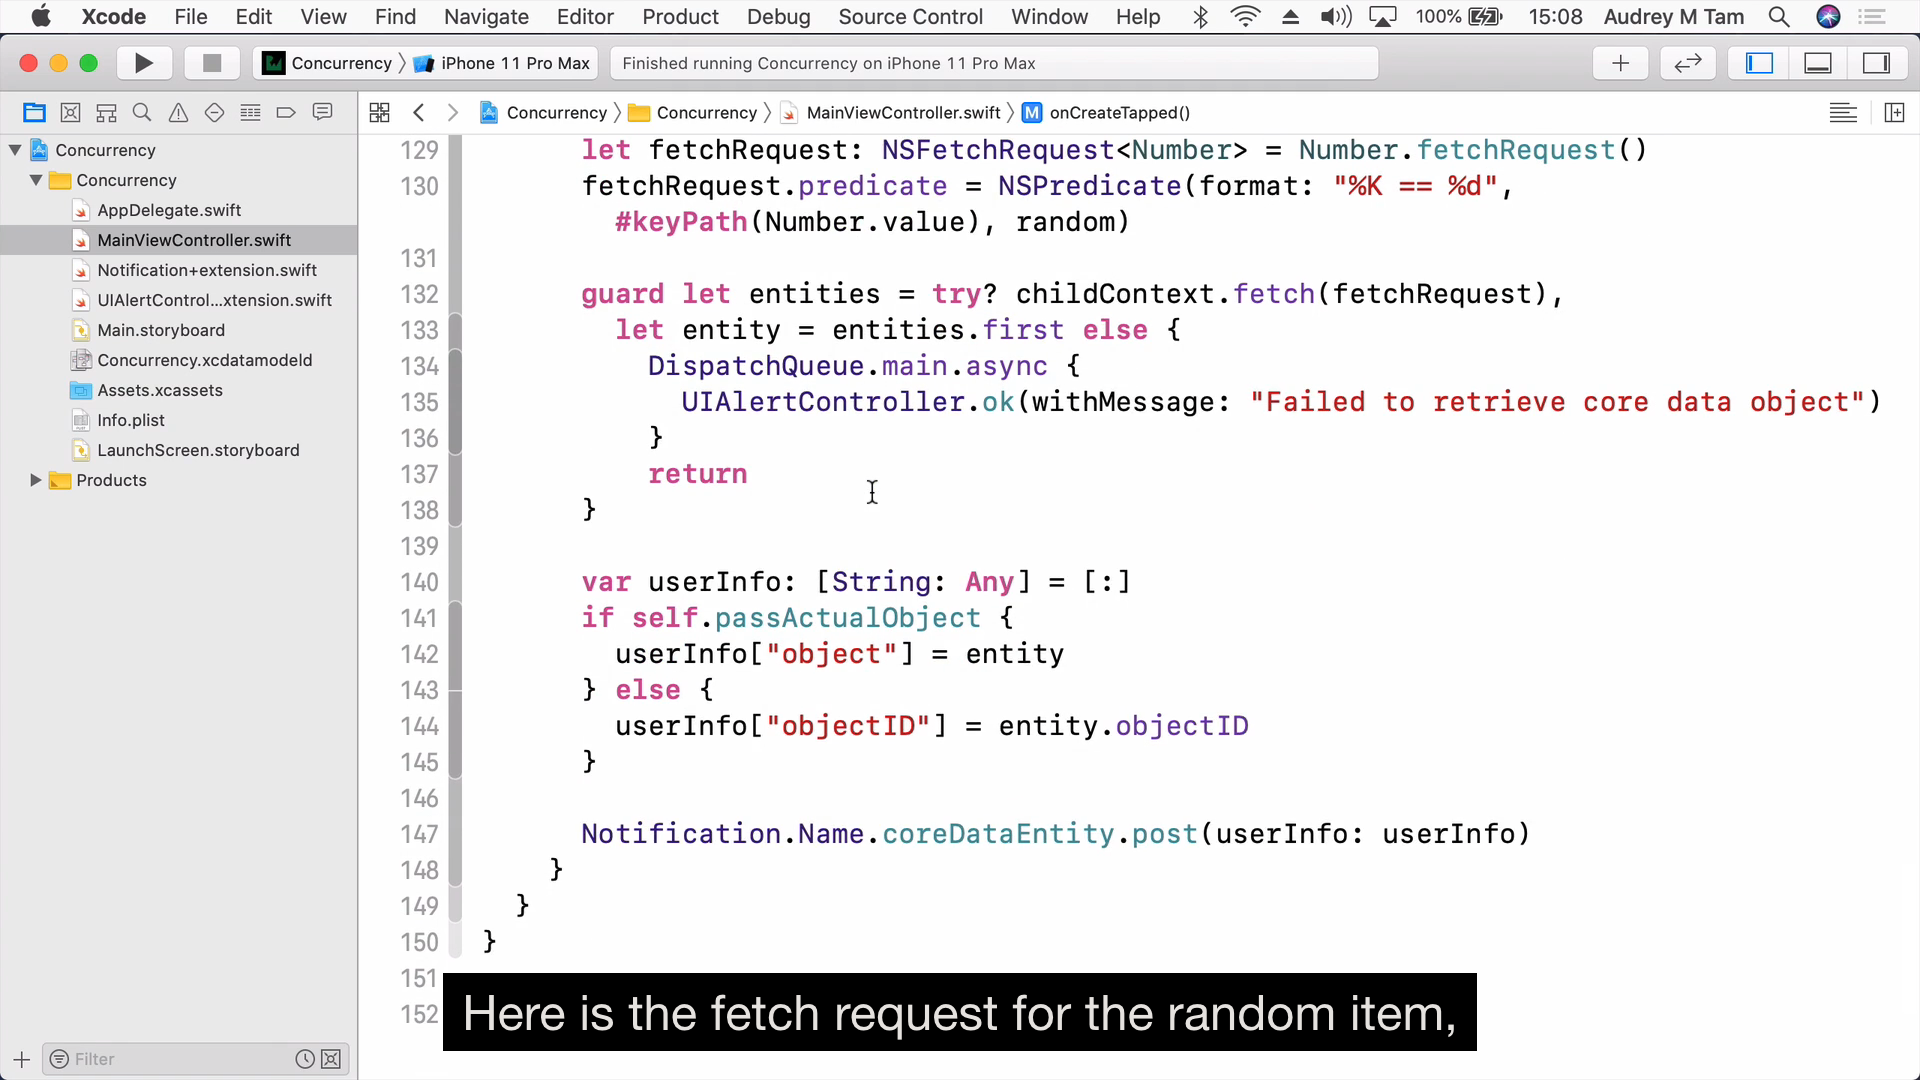 Xcode File Edit View Find Navigate Editor Product Debug Source Control Window Help 100% 15:08 Audrey M Tam
Concurrency iPhone 11 Pro Max Finished running Concurrency on iPhone 11 Pro Max
Concurrency Concurrency MainViewController.swift M onCreateTapped()
Concurrency
Concurrency
AppDelegate.swift
MainViewController.swift
Notification+extension.swift
UIAlertControl...xtension.swift
Main.storyboard
Concurrency.xcdatamodeld
Assets.xcassets
Info.plist
LaunchScreen.storyboard
Products
Filter
129 let fetchRequest: NSFetchRequest<Number> = Number.fetchRequest()
130 fetchRequest.predicate = NSPredicate(format: "%K == %d",
#keyPath(Number.value), random)
131
132 guard let entities = try? childContext.fetch(fetchRequest),
133 let entity = entities.first else {
134 DispatchQueue.main.async {
135 UIAlertController.ok(withMessage: "Failed to retrieve core data object")
136 }
137 return
138 }
139
140 var userInfo: [String: Any] = [:]
141 if self.passActualObject {
142 userInfo["object"] = entity
143 } else {
144 userInfo["objectID"] = entity.objectID
145 }
146
147 Notification.Name.coreDataEntity.post(userInfo: userInfo)
148 }
149 }
150 }
151
152
Here is the fetch request for the random item,